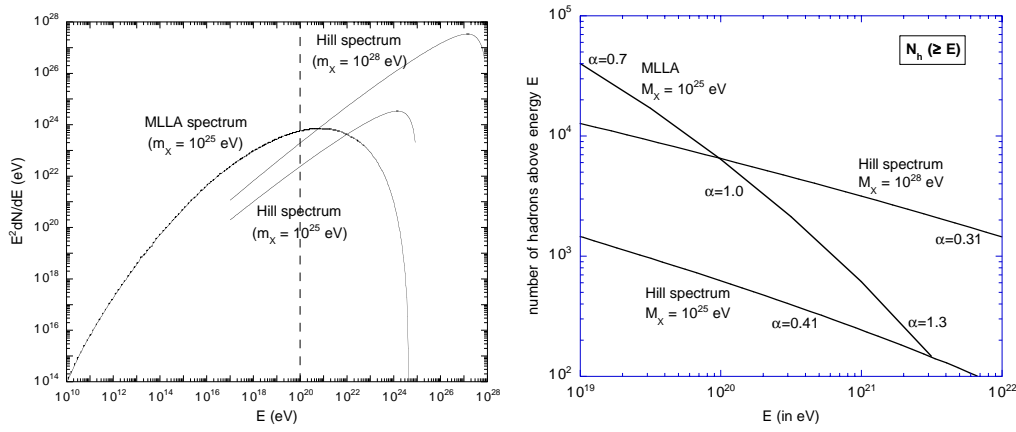 10^28
10^26
10^24
10^22
10^20
10^18
10^16
10^14
E^2dN/dE (eV)
Hill spectrum
(m_X = 10^28 eV)
MLLA spectrum
(m_X = 10^25 eV)
Hill spectrum
(m_X = 10^25 eV)
10^10 10^12 10^14 10^16 10^18 10^20 10^22 10^24 10^26 10^28
E (eV)
10^5
10^4
10^3
10^2
number of hadrons above energy E
N_h (≥ E)
α=0.7
MLLA
M_X = 10^25 eV
Hill spectrum
M_X = 10^28 eV
α=1.0
α=0.31
Hill spectrum
M_X = 10^25 eV
α=0.41
α=1.3
10^19 10^20 10^21 10^22
E (in eV)